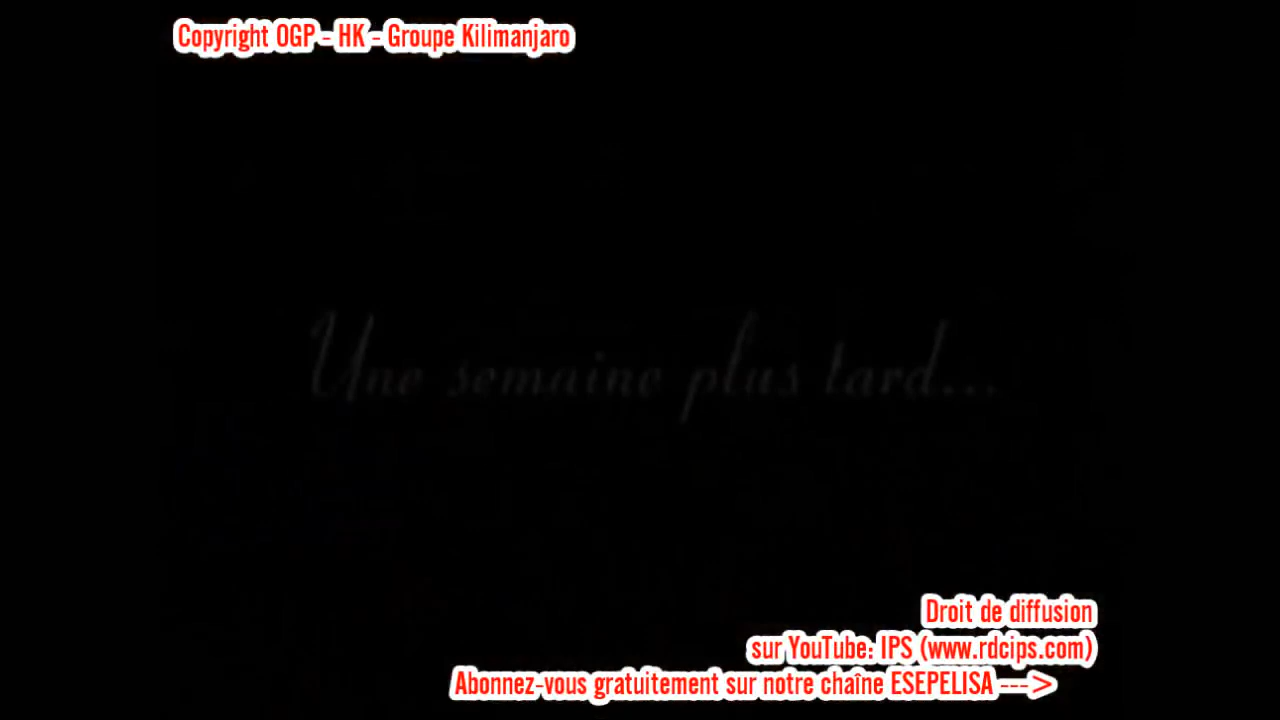 Copyright OGP - HK - Groupe Kilimanjaro
Une semaine plus tard...
Droit de diffusion
sur YouTube: IPS (www.rdcips.com)
Abonnez-vous gratuitement sur notre chaîne ESEPELISA --->